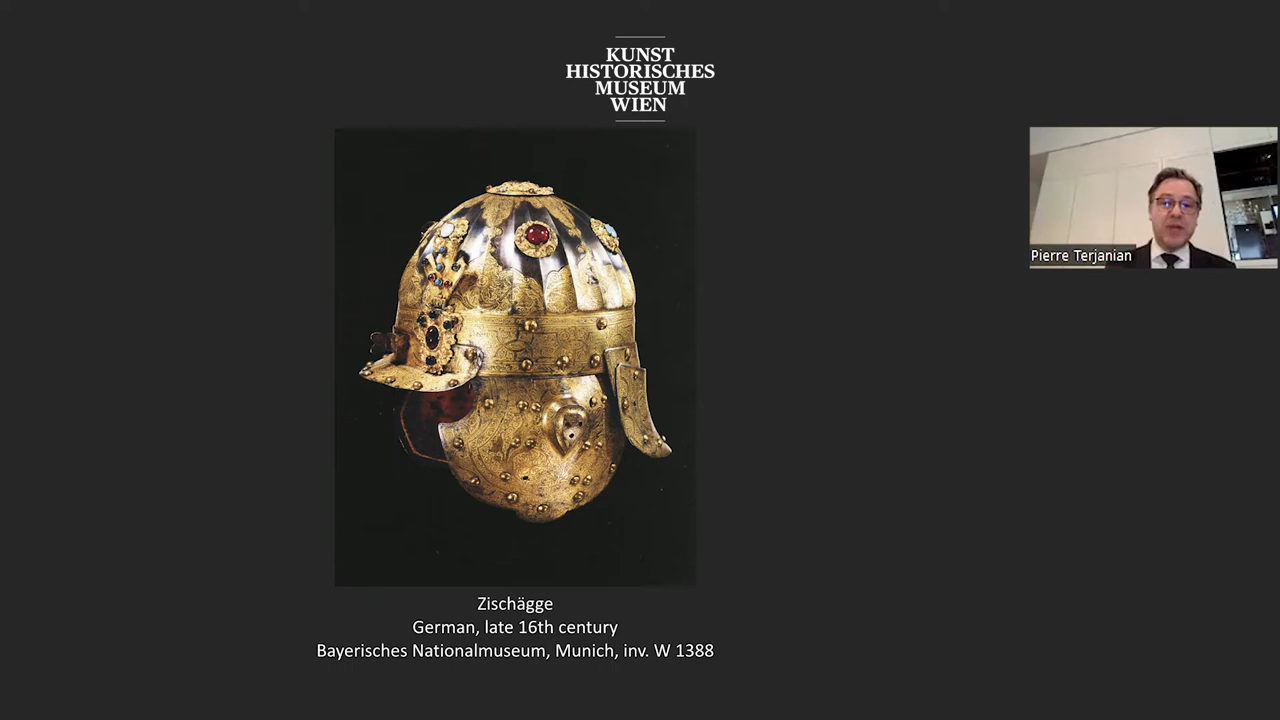 KUNST
HISTORISCHES
MUSEUM
WIEN
Pierre Terjanian
Zischägge
German, late 16th century
Bayerisches Nationalmuseum, Munich, inv. W 1388